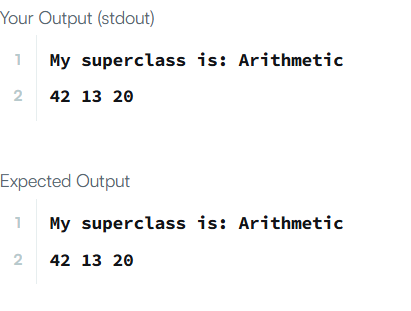 Your Output (stdout)
1 My superclass is: Arithmetic
2 42 13 20
Expected Output
1 My superclass is: Arithmetic
2 42 13 20